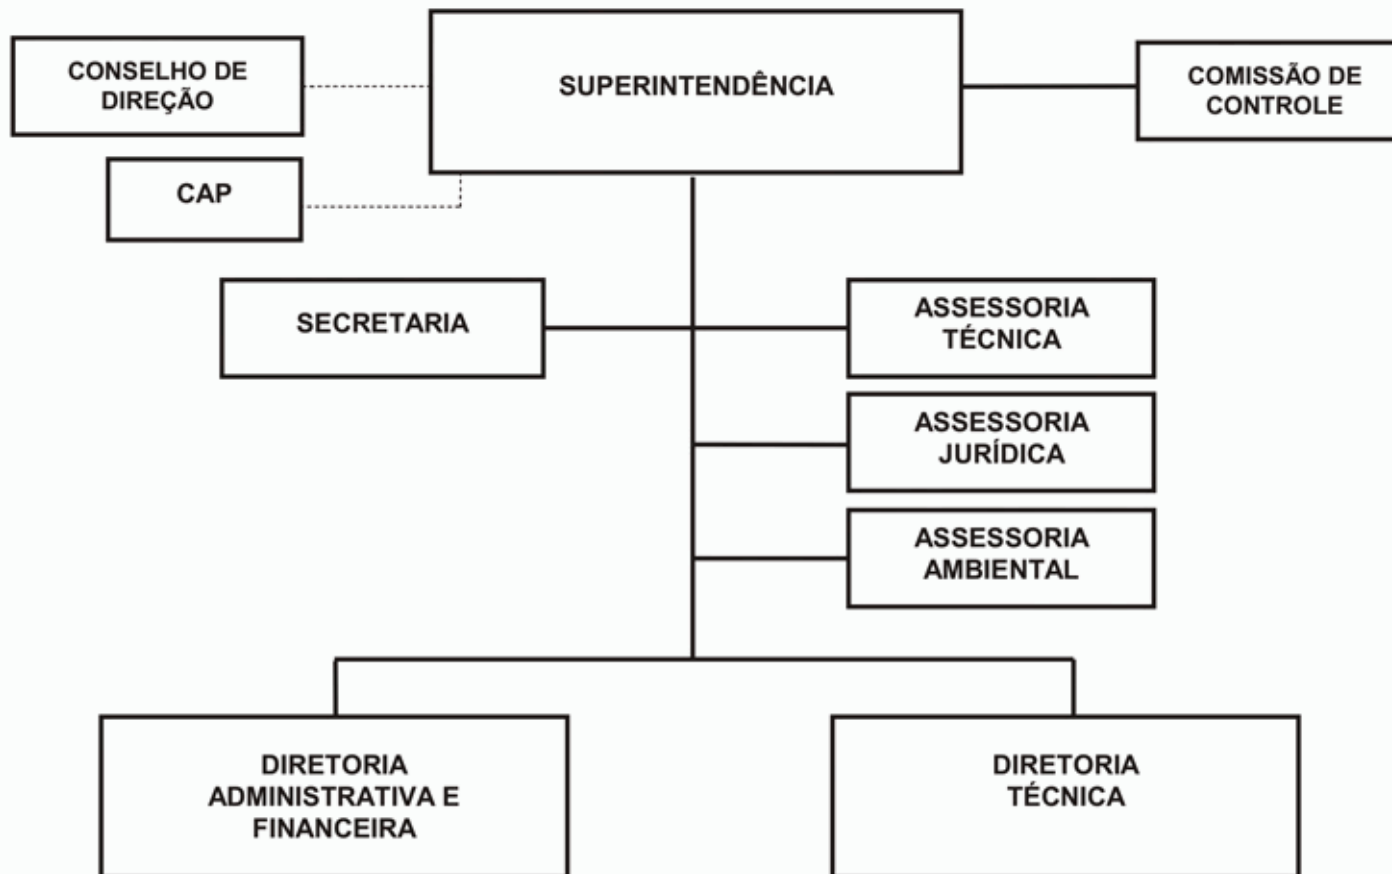 CONSELHO DE
DIREÇÃO
SUPERINTENDÊNCIA
COMISSÃO DE
CONTROLE
CAP
SECRETARIA
ASSESSORIA
TÉCNICA
ASSESSORIA
JURÍDICA
ASSESSORIA
AMBIENTAL
DIRETORIA
ADMINISTRATIVA E
FINANCEIRA
DIRETORIA
TÉCNICA